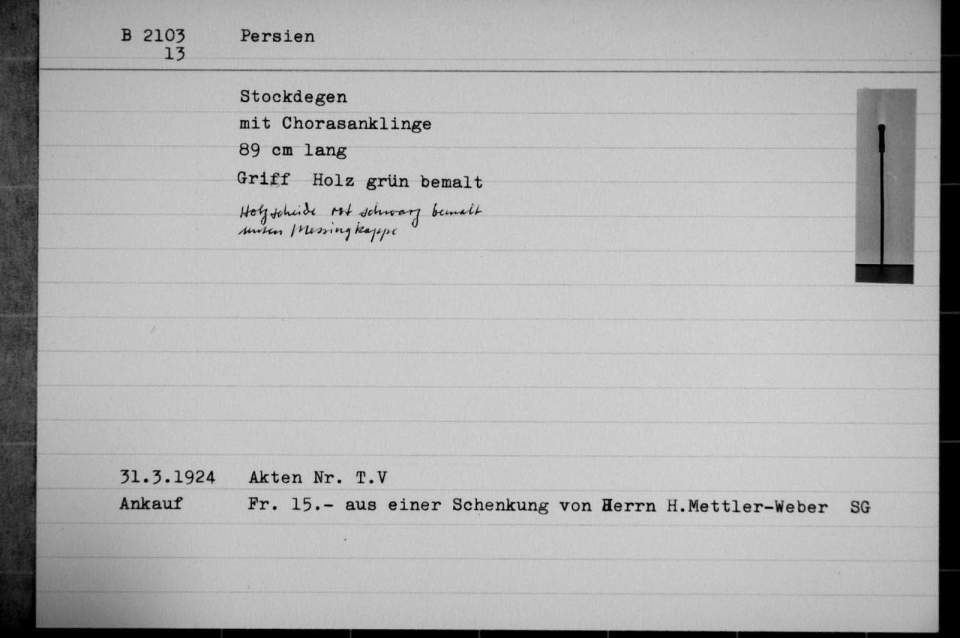 B 2103 Persien
13
Stockdegen
mit Chorasanklinge
89 cm lang
Griff Holz grün bemalt
Holzscheide rot schwarz bemalt
unten Messingkappe
31.3.1924 Akten Nr. T.V
Ankauf Fr. 15.- aus einer Schenkung von Herrn H.Mettler-Weber SG